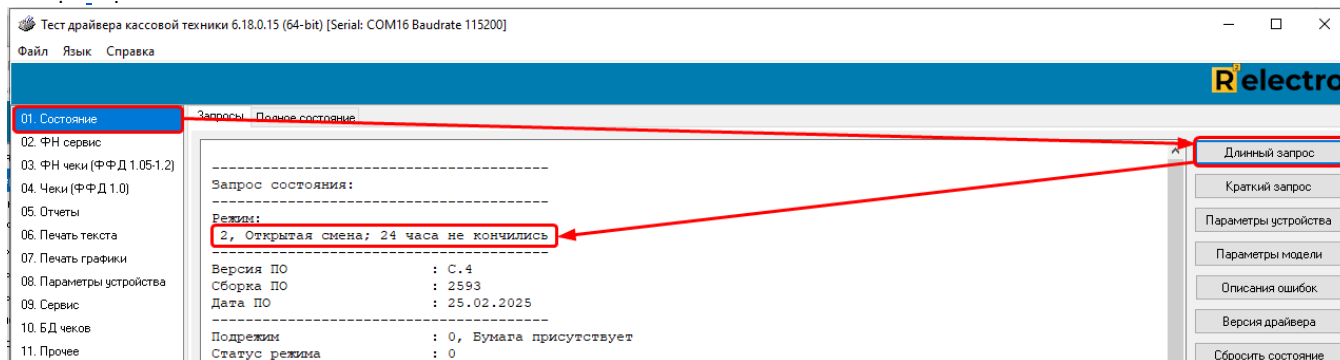 Тест драйвера кассовой техники 6.18.0.15 (64-bit) [Serial: COM16 Baudrate 115200]
Файл Язык Справка
R2electro
01. Состояние
02. ФН сервис
03. ФН чеки (ФФД 1.05-1.2)
04. Чеки (ФФД 1.0)
05. Отчеты
06. Печать текста
07. Печать графики
08. Параметры устройства
09. Сервис
10. БД чеков
11. Прочее
Запросы Полное состояние
----------------------------------------
Запрос состояния:
----------------------------------------
Режим:
2, Открытая смена; 24 часа не кончились
----------------------------------------
Версия ПО : C.4
Сборка ПО : 2593
Дата ПО : 25.02.2025
----------------------------------------
Подрежим : 0, Бумага присутствует
Статус режима : 0
Длинный запрос
Краткий запрос
Параметры устройства
Параметры модели
Описания ошибок
Версия драйвера
Сбросить состояние